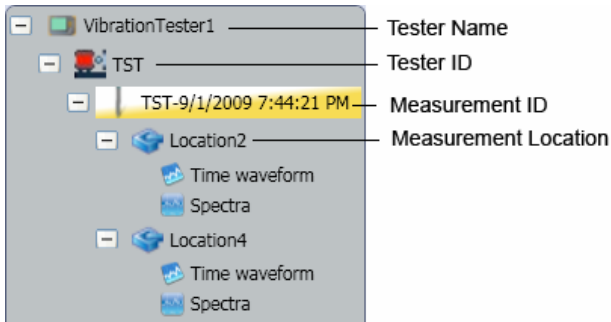 VibrationTester1 Tester Name
TST Tester ID
TST-9/1/2009 7:44:21 PM Measurement ID
Location2 Measurement Location
Time waveform
Spectra
Location4
Time waveform
Spectra